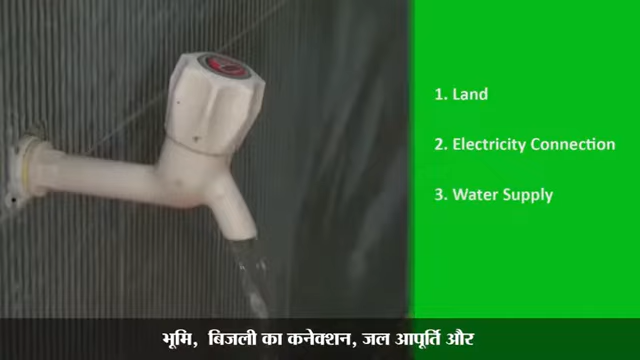 1. Land
2. Electricity Connection
3. Water Supply
भूमि, बिजली का कनेक्शन, जल आपूर्ति और